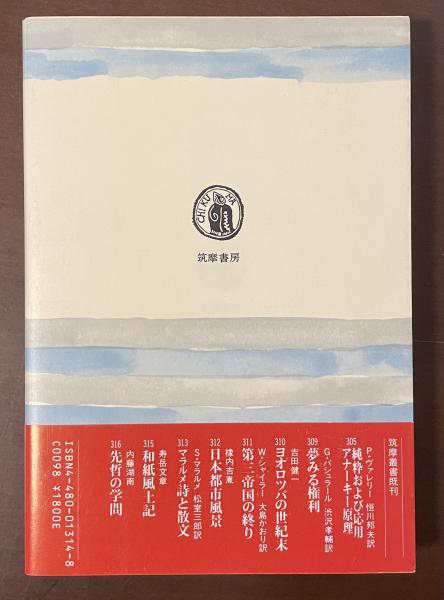 CHIKUMA
筑摩書房
筑摩叢書既刊
P・ヴァレリー 恒川邦夫訳
305 純粋および応用アナーキー原理
G・バシュラール 渋沢孝輔訳
309 夢みる権利
吉田健一
310 ヨオロッパの世紀末
W・シャイラー 大島かおり訳
311 第三帝国の終り
橡内吉胤
312 日本都市風景
S・マラルメ 松室三郎訳
313 マラルメ 詩と散文
寿岳文章
315 和紙風土記
内藤湖南
316 先哲の学問
ISBN4-480-01314-8
C0098 ¥1800E